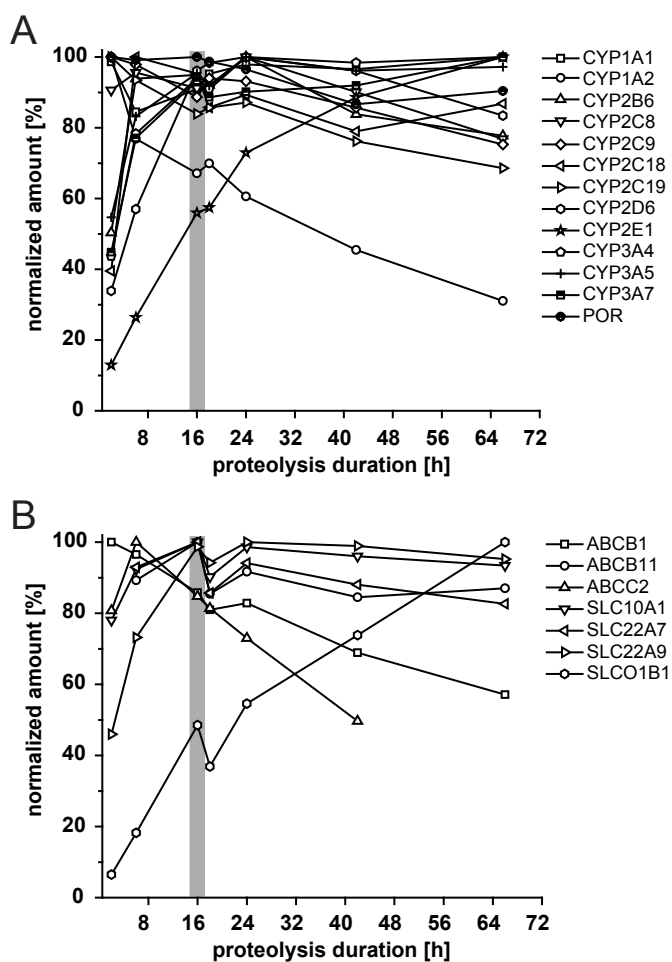 A
100
80
60
40
20
0
normalized amount [%]
8 16 24 32 40 48 56 64 72
proteolysis duration [h]
CYP1A1
CYP1A2
CYP2B6
CYP2C8
CYP2C9
CYP2C18
CYP2C19
CYP2D6
CYP2E1
CYP3A4
CYP3A5
CYP3A7
POR
B
100
80
60
40
20
0
normalized amount [%]
8 16 24 32 40 48 56 64 72
proteolysis duration [h]
ABCB1
ABCB11
ABCC2
SLC10A1
SLC22A7
SLC22A9
SLCO1B1